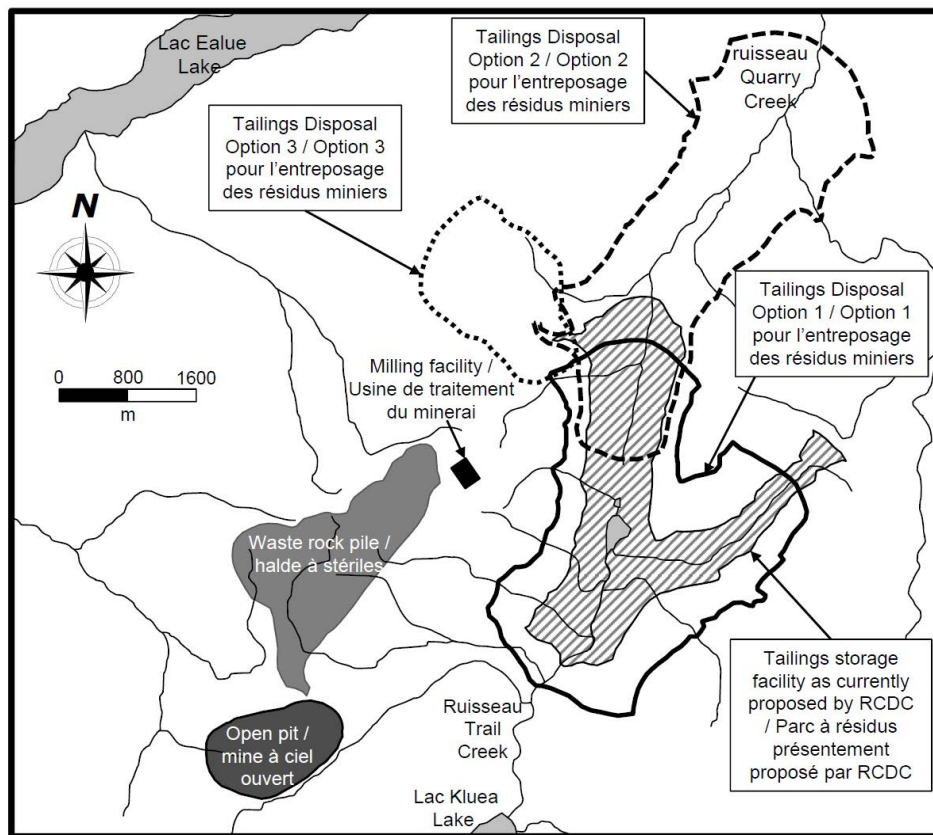 Lac Ealue
Lake
Tailings Disposal
Option 2 / Option 2
pour l’entreposage
des résidus miniers
ruisseau
Quarry
Creek
Tailings Disposal
Option 3 / Option 3
pour l’entreposage
des résidus miniers
N
Tailings Disposal
Option 1 / Option 1
pour l’entreposage
des résidus miniers
0 800 1600
m
Milling facility /
Usine de traitement
du minerai
Waste rock pile /
halde à stériles
Tailings storage
facility as currently
proposed by RCDC
/ Parc à résidus
présentement
proposé par RCDC
Ruisseau
Trail
Creek
Open pit /
mine à ciel
ouvert
Lac Kluea
Lake